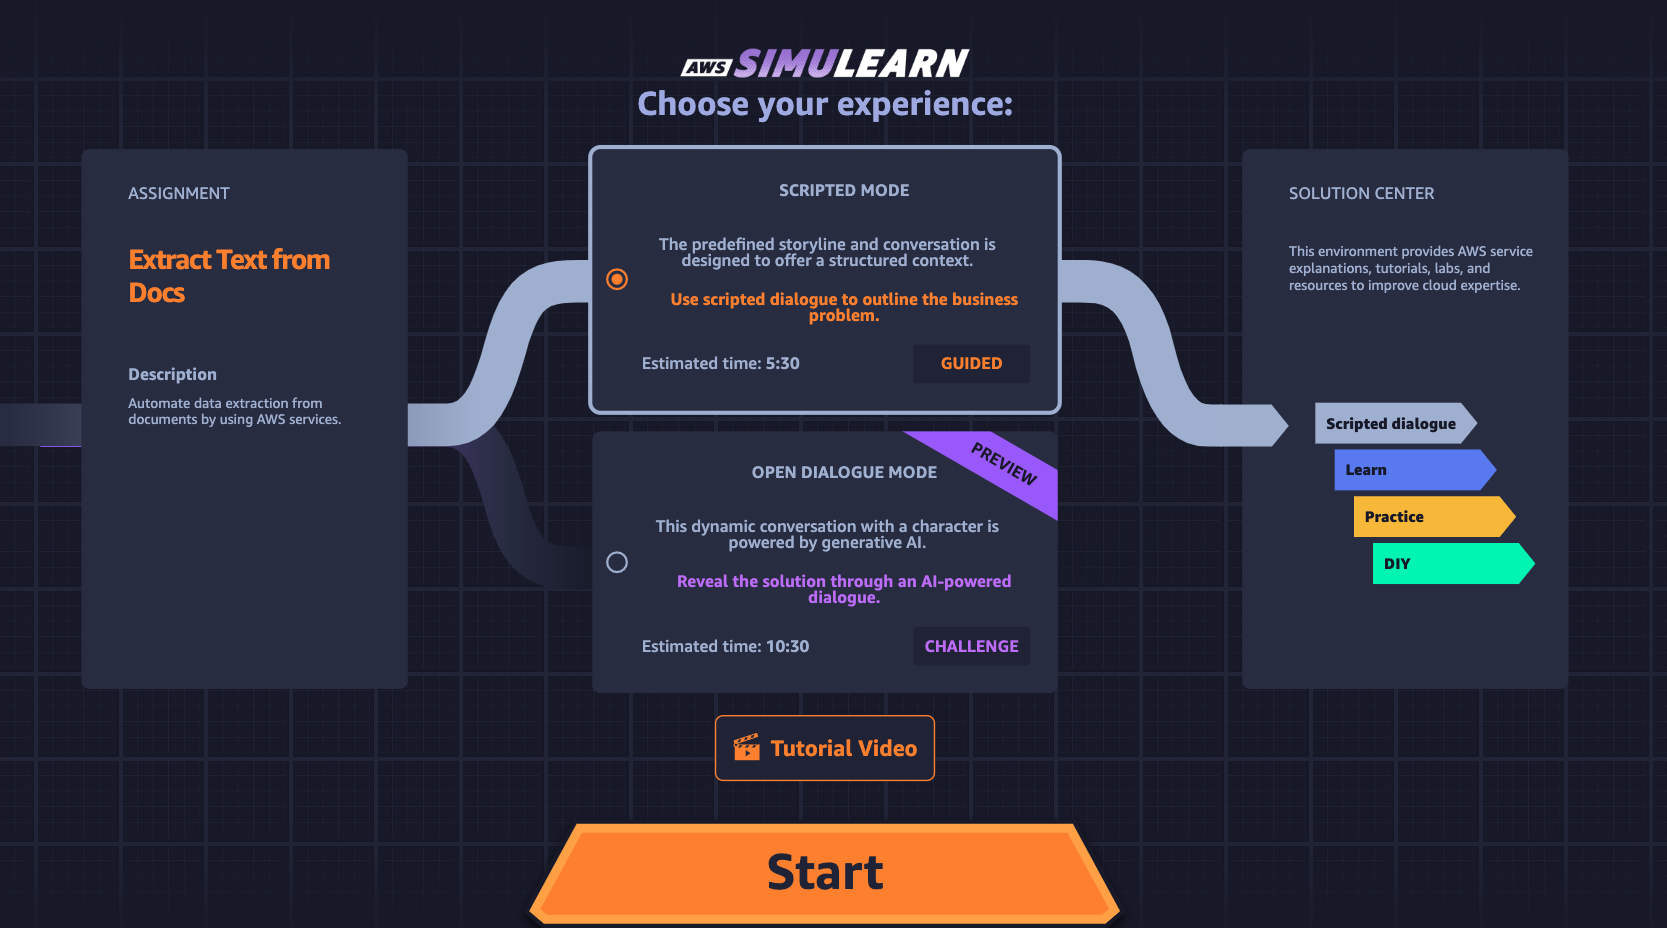 AWS SIMULEARN
Choose your experience:
ASSIGNMENT
Extract Text from
Docs
Description
Automate data extraction from
documents by using AWS services.
SCRIPTED MODE
The predefined storyline and conversation is
designed to offer a structured context.
Use scripted dialogue to outline the business
problem.
Estimated time: 5:30
GUIDED
PREVIEW
OPEN DIALOGUE MODE
This dynamic conversation with a character is
powered by generative AI.
Reveal the solution through an AI-powered
dialogue.
Estimated time: 10:30
CHALLENGE
SOLUTION CENTER
This environment provides AWS service
explanations, tutorials, labs, and
resources to improve cloud expertise.
Scripted dialogue
Learn
Practice
DIY
Tutorial Video
Start